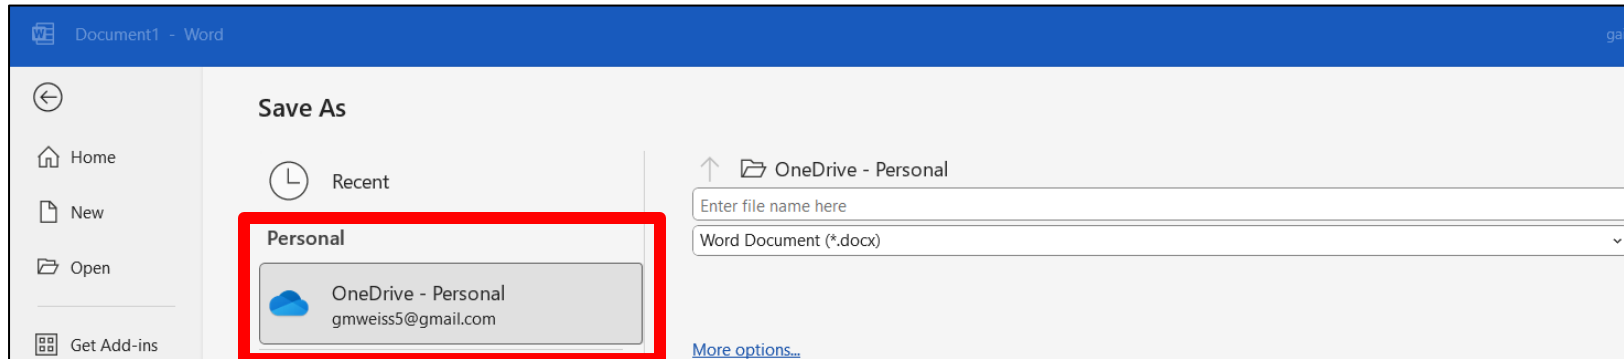 Document1 - Word
ga
Save As
Home
New
Open
Get Add-ins
Recent
Personal
OneDrive - Personal
gmweiss5@gmail.com
OneDrive - Personal
Enter file name here
Word Document (*.docx)
More options...